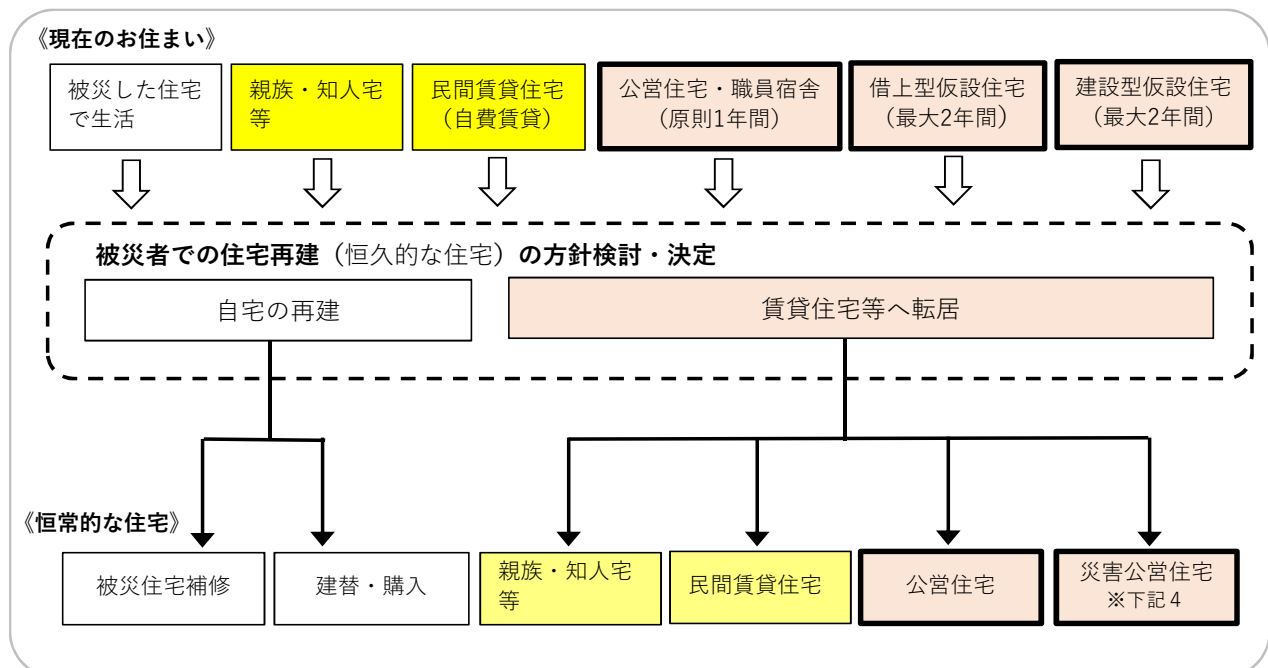 《現在のお住まい》
被災した住宅
で生活
親族・知人宅
等
民間賃貸住宅
（自費賃貸）
公営住宅・職員宿舎
(原則1年間)
借上型仮設住宅
(最大2年間)
建設型仮設住宅
(最大2年間)
被災者での住宅再建（恒久的な住宅）の方針検討・決定
自宅の再建
賃貸住宅等へ転居
《恒常的な住宅》
被災住宅補修
建替・購入
親族・知人宅
等
民間賃貸住宅
公営住宅
災害公営住宅
※下記４